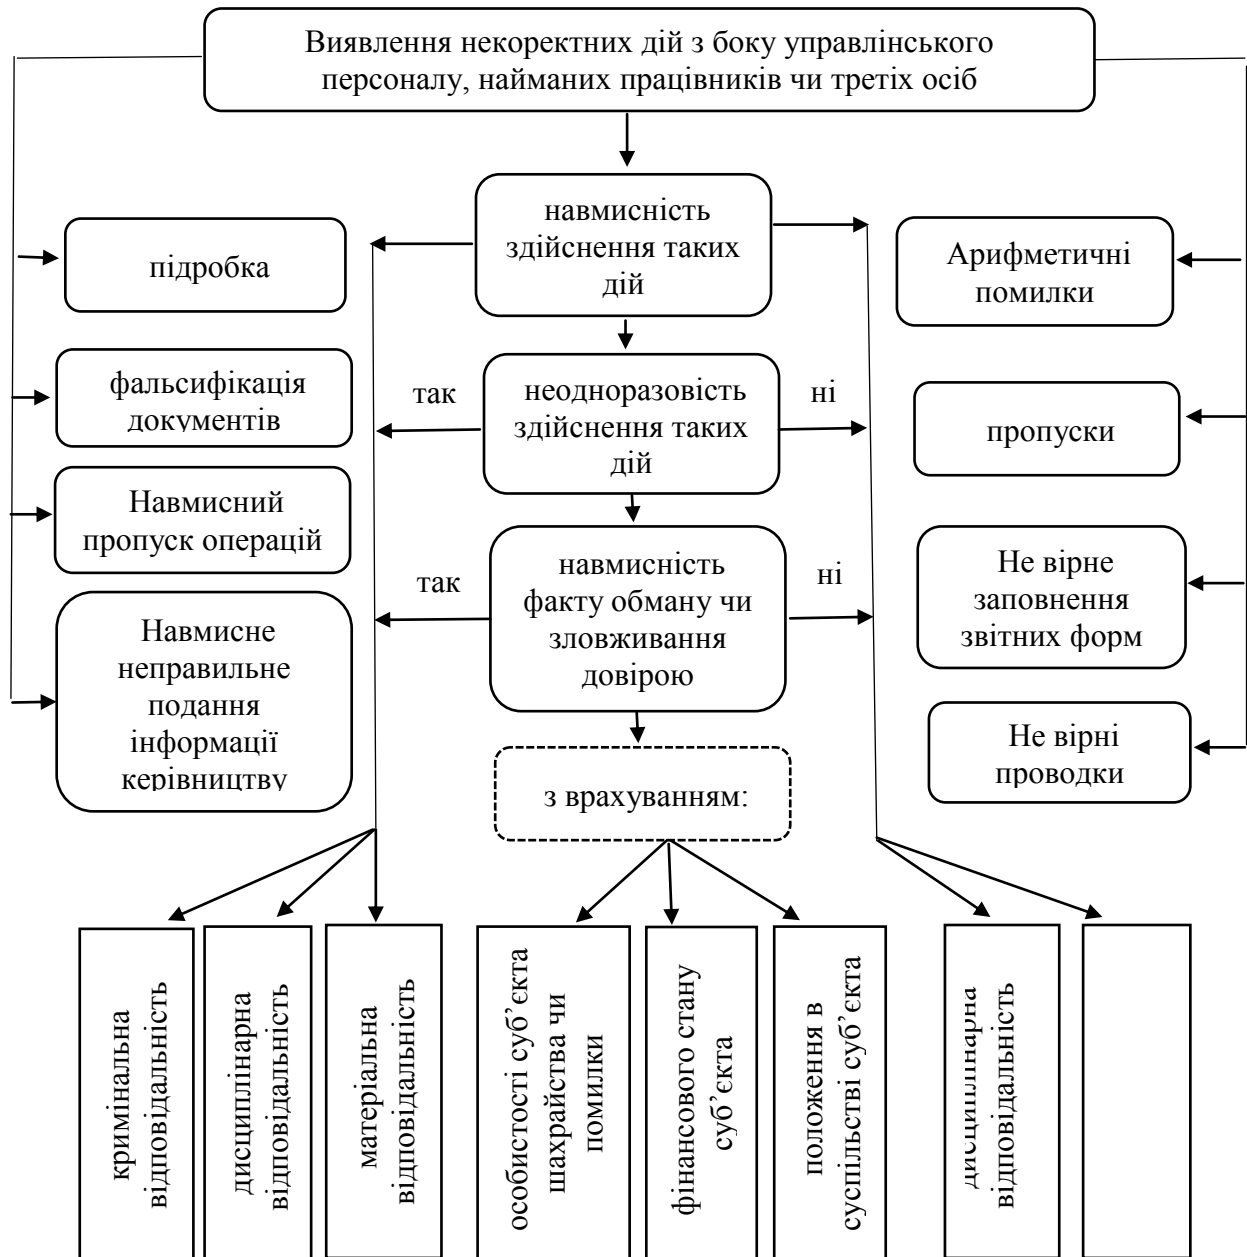 Виявлення некоректних дій з боку управлінського
персоналу, найманих працівників чи третіх осіб
підробка
фальсифікація
документів
Навмисний
пропуск операцій
Навмисне
неправильне
подання
інформації
керівництву
навмисність
здійснення таких
дій
так
неодноразовість
здійснення таких
дій
ні
так
навмисність
факту обману чи
зловживання
довірою
ні
з врахуванням:
Арифметичні
помилки
пропуски
Не вірне
заповнення
звітних форм
Не вірні
проводки
кримінальна
відповідальність
дисциплінарна
відповідальність
матеріальна
відповідальність
особистості суб’єкта
шахрайства чи
помилки
фінансового стану
суб’єкта
положення в
суспільстві суб’єкта
дисциплінарна
відповідальність